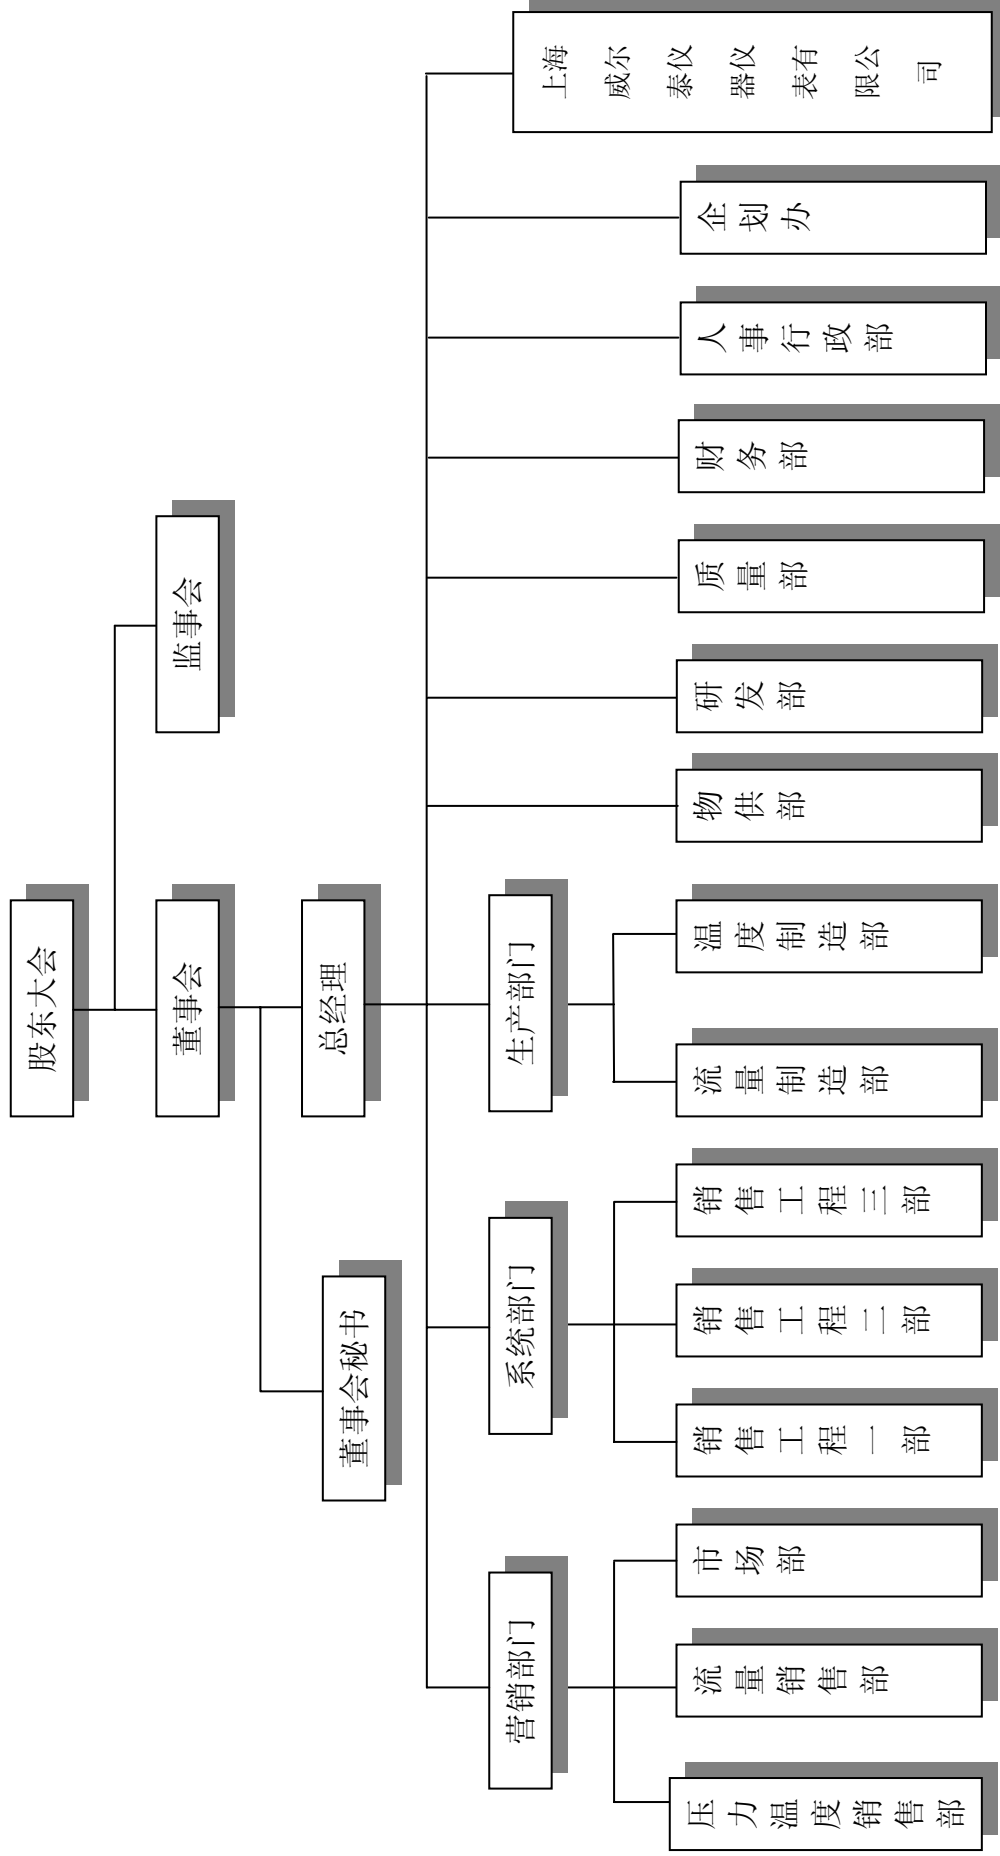 股东大会
监事会
董事会
董事会秘书
总经理
营销部门
系统部门
生产部门
压力温度销售部
流量销售部
市场部
销售工程一部
销售工程二部
销售工程三部
流量制造部
温度制造部
物供部
研发部
质量部
财务部
人事行政部
企划办
上海
威尔
泰仪
器仪
表有
限公
司